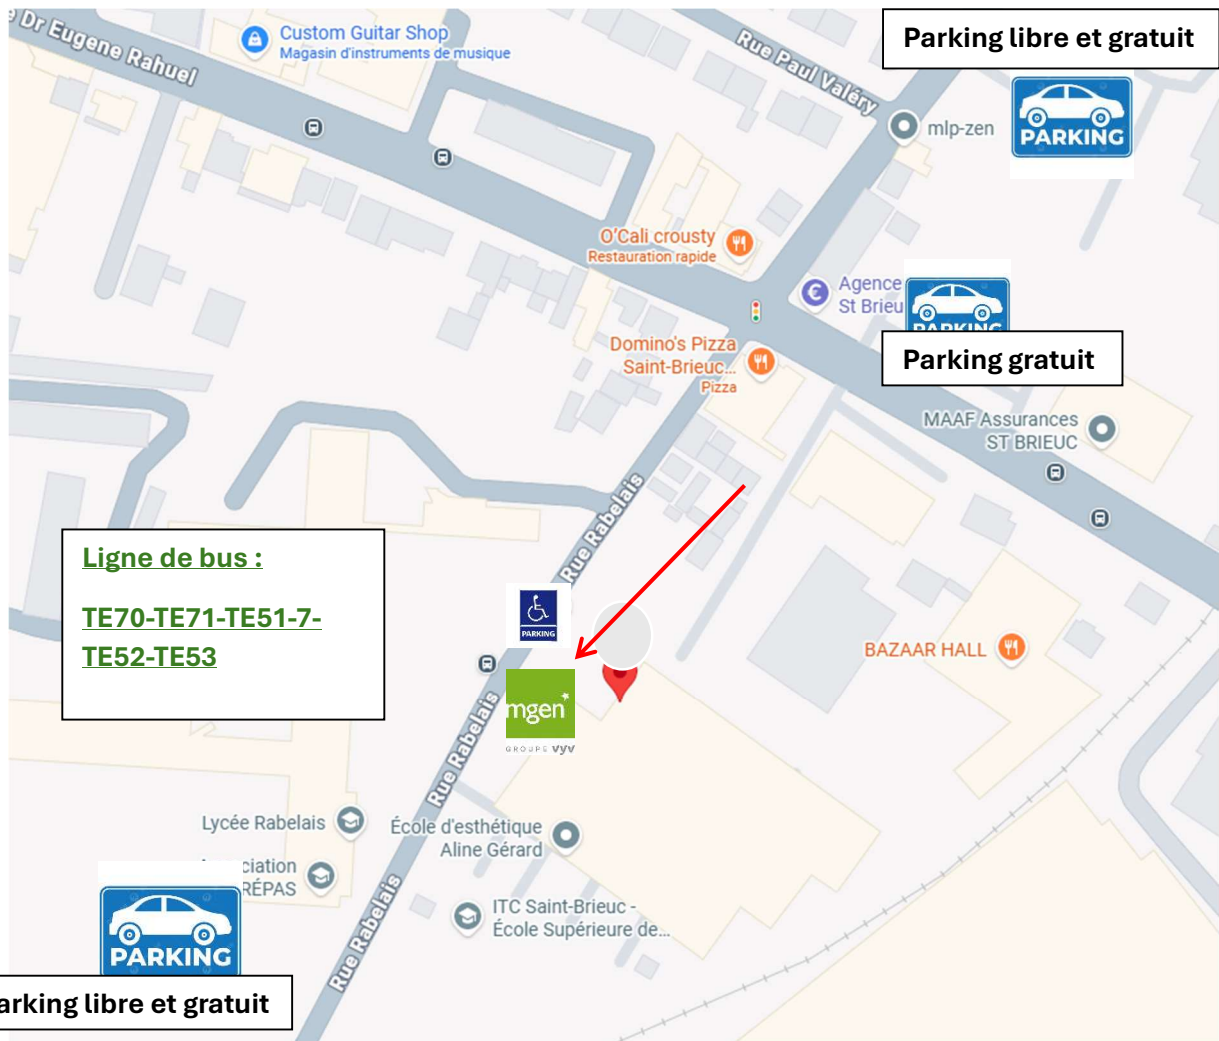 Dr Eugene Rahuel
Custom Guitar Shop
Magasin d'instruments de musique
Rue Paul Valéry
Parking libre et gratuit
PARKING
mlp-zen
O'Cali crousty
Restauration rapide
Agence
St Brieu
PARKING
Parking gratuit
Domino's Pizza
Saint-Brieuc...
Pizza
MAAF Assurances
ST BRIEUC
Rue Rabelais
Ligne de bus :
TE70-TE71-TE51-7-
TE52-TE53
PARKING
BAZAAR HALL
mgen*
GROUPE vyv
Rue Rabelais
Lycée Rabelais
École d'esthétique
Aline Gérard
ciation
RÉPAS
Rue Rabelais
ITC Saint-Brieuc -
École Supérieure de...
PARKING
arking libre et gratuit